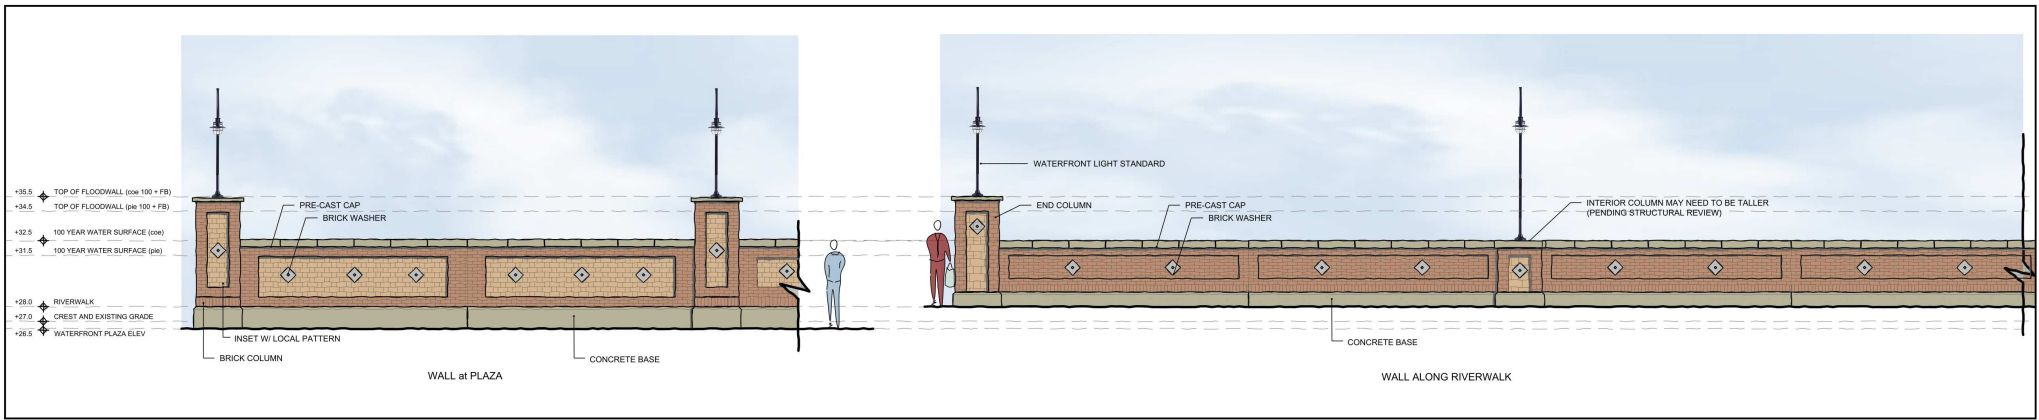 +35.5 TOP OF FLOODWALL (coe 100 + FB)
+34.5 TOP OF FLOODWALL (pie 100 + FB)
+32.5 100 YEAR WATER SURFACE (coe)
+31.5 100 YEAR WATER SURFACE (pie)
+28.0 RIVERWALK
+27.0 CREST AND EXISTING GRADE
+26.5 WATERFRONT PLAZA ELEV
PRE-CAST CAP
BRICK WASHER
INSET W/ LOCAL PATTERN
BRICK COLUMN
CONCRETE BASE
WALL at PLAZA
WATERFRONT LIGHT STANDARD
END COLUMN
PRE-CAST CAP
BRICK WASHER
INTERIOR COLUMN MAY NEED TO BE TALLER
(PENDING STRUCTURAL REVIEW)
CONCRETE BASE
WALL ALONG RIVERWALK